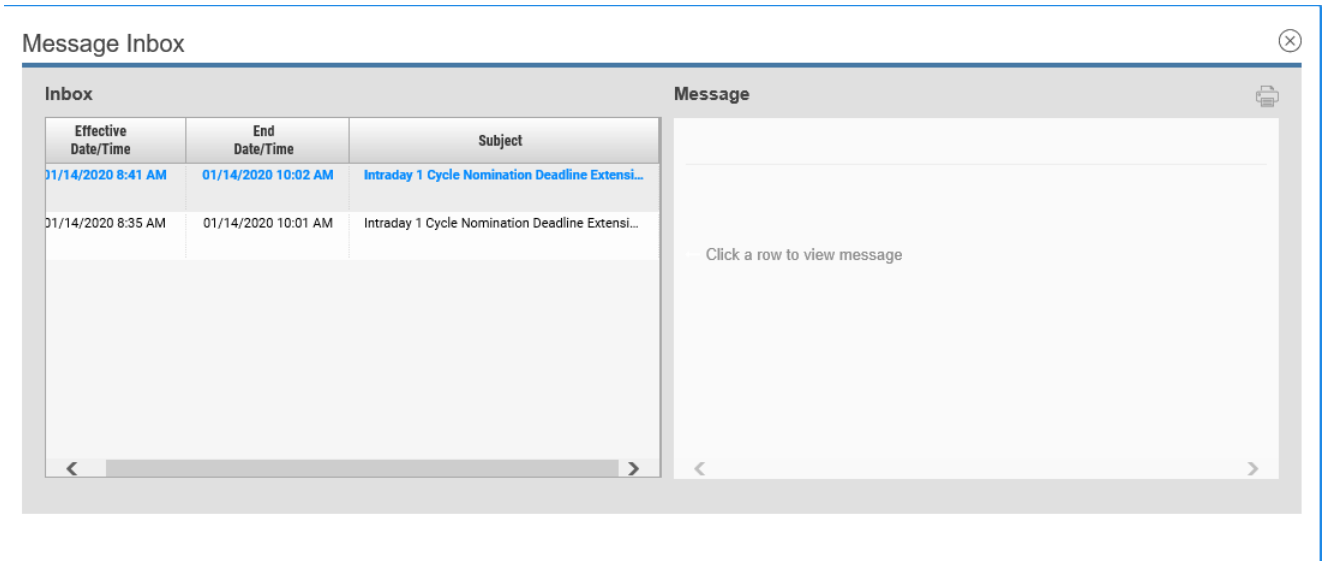 Message Inbox
Inbox
Effective Date/Time
End Date/Time
Subject
01/14/2020 8:41 AM 01/14/2020 10:02 AM Intraday 1 Cycle Nomination Deadline Extensi...
01/14/2020 8:35 AM 01/14/2020 10:01 AM Intraday 1 Cycle Nomination Deadline Extensi...
Message
Click a row to view message